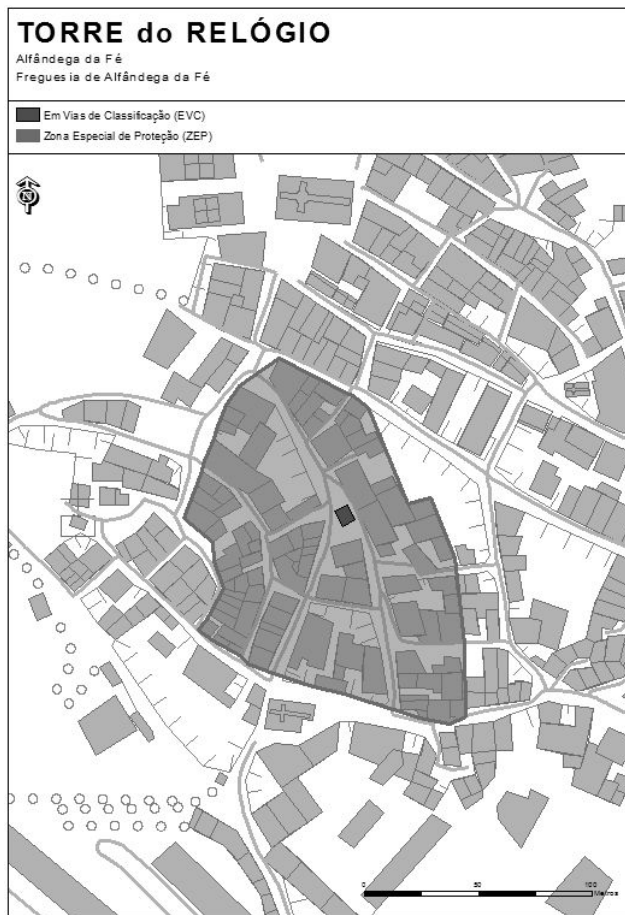 TORRE do RELÓGIO
Alfândega da Fé
Freguesia de Alfândega da Fé
Em Vias de Classificação (EVC)
Zona Especial de Proteção (ZEP)
N
0 50 100
Metros